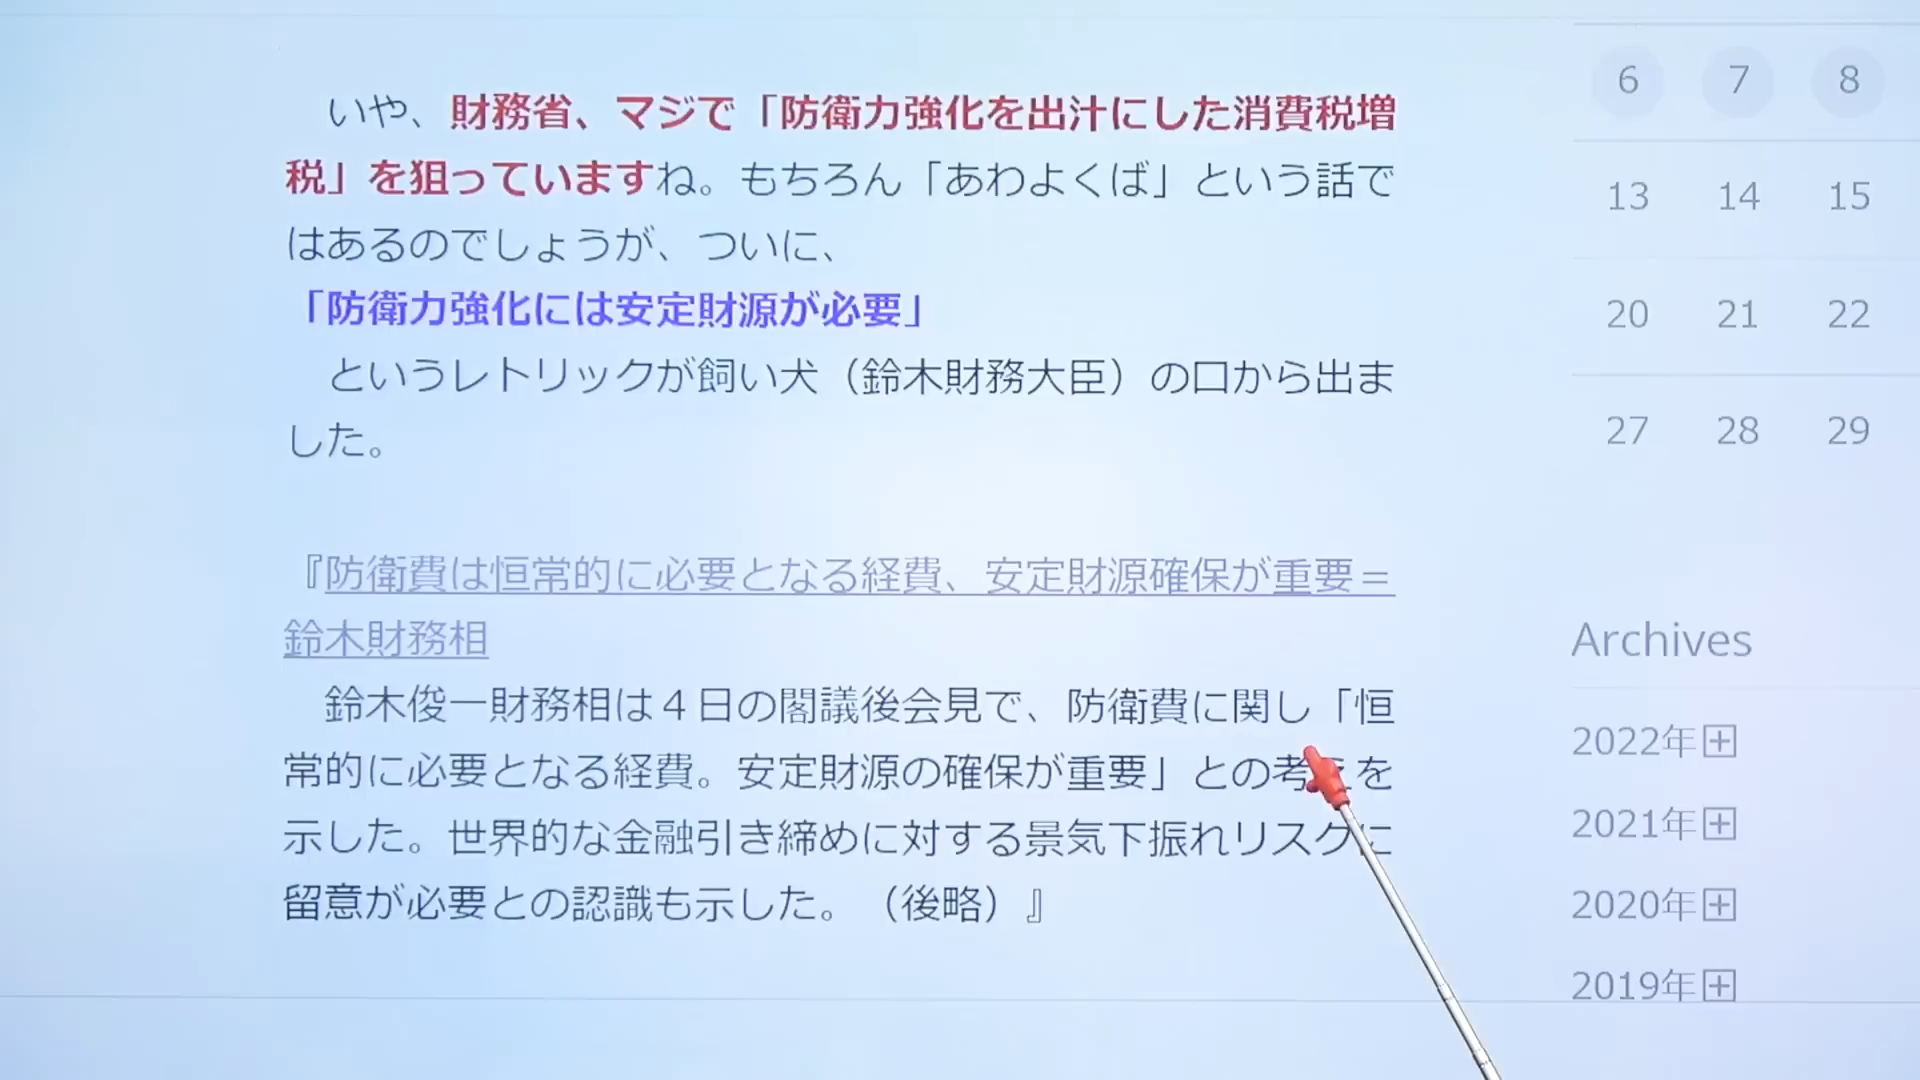 いや、財務省、マジで「防衛力強化を出汁にした消費税増
税」を狙っていますね。もちろん「あわよくば」という話で
はあるのでしょうが、ついに、
「防衛力強化には安定財源が必要」
というレトリックが飼い犬（鈴木財務大臣）の口から出ま
した。
『防衛費は恒常的に必要となる経費、安定財源確保が重要＝
鈴木財務相
鈴木俊一財務相は４日の閣議後会見で、防衛費に関し「恒
常的に必要となる経費。安定財源の確保が重要」との考えを
示した。世界的な金融引き締めに対する景気下振れリスクに
留意が必要との認識も示した。（後略）』
6 7 8
13 14 15
20 21 22
27 28 29
Archives
2022年
2021年
2020年
2019年